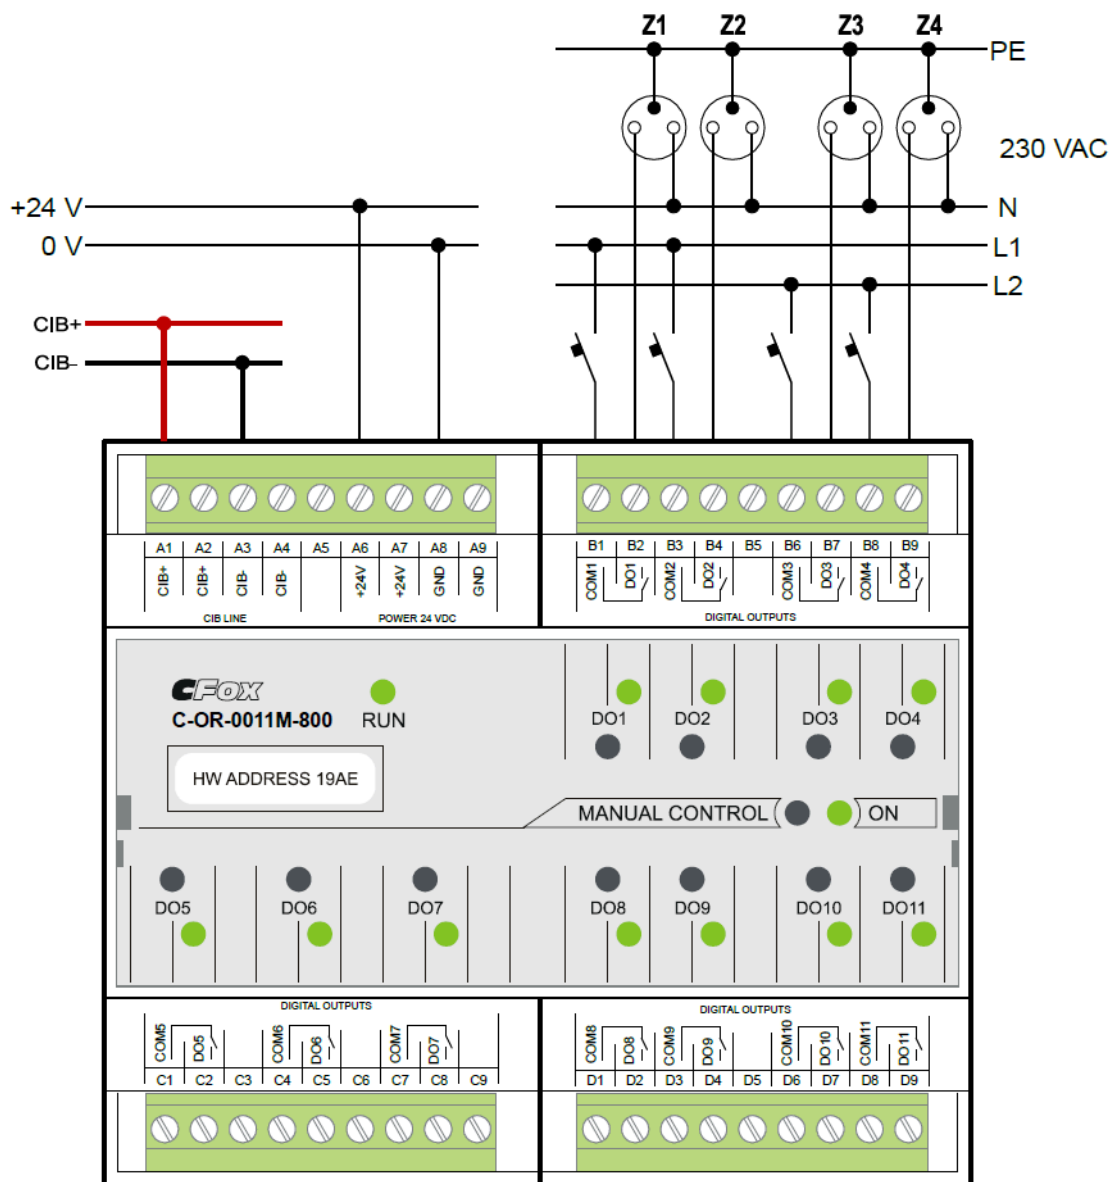 Z1 Z2 Z3 Z4
PE
230 VAC
+24 V
N
0 V
L1
L2
CIB+
CIB–
A1 A2 A3 A4 A5 A6 A7 A8 A9
B1 B2 B3 B4 B5 B6 B7 B8 B9
CIB+ CIB+ CIB- CIB- +24V +24V GND GND
COM1 DO1 COM2 DO2 COM3 DO3 COM4 DO4
CIB LINE POWER 24 VDC
DIGITAL OUTPUTS
CFox
C-OR-0011M-800 RUN
DO1 DO2 DO3 DO4
HW ADDRESS 19AE
MANUAL CONTROL ON
DO5 DO6 DO7 DO8 DO9 DO10 DO11
DIGITAL OUTPUTS
DIGITAL OUTPUTS
COM5 DO5 COM6 DO6 COM7 DO7
COM8 DO8 COM9 DO9 COM10 DO10 COM11 DO11
C1 C2 C3 C4 C5 C6 C7 C8 C9
D1 D2 D3 D4 D5 D6 D7 D8 D9